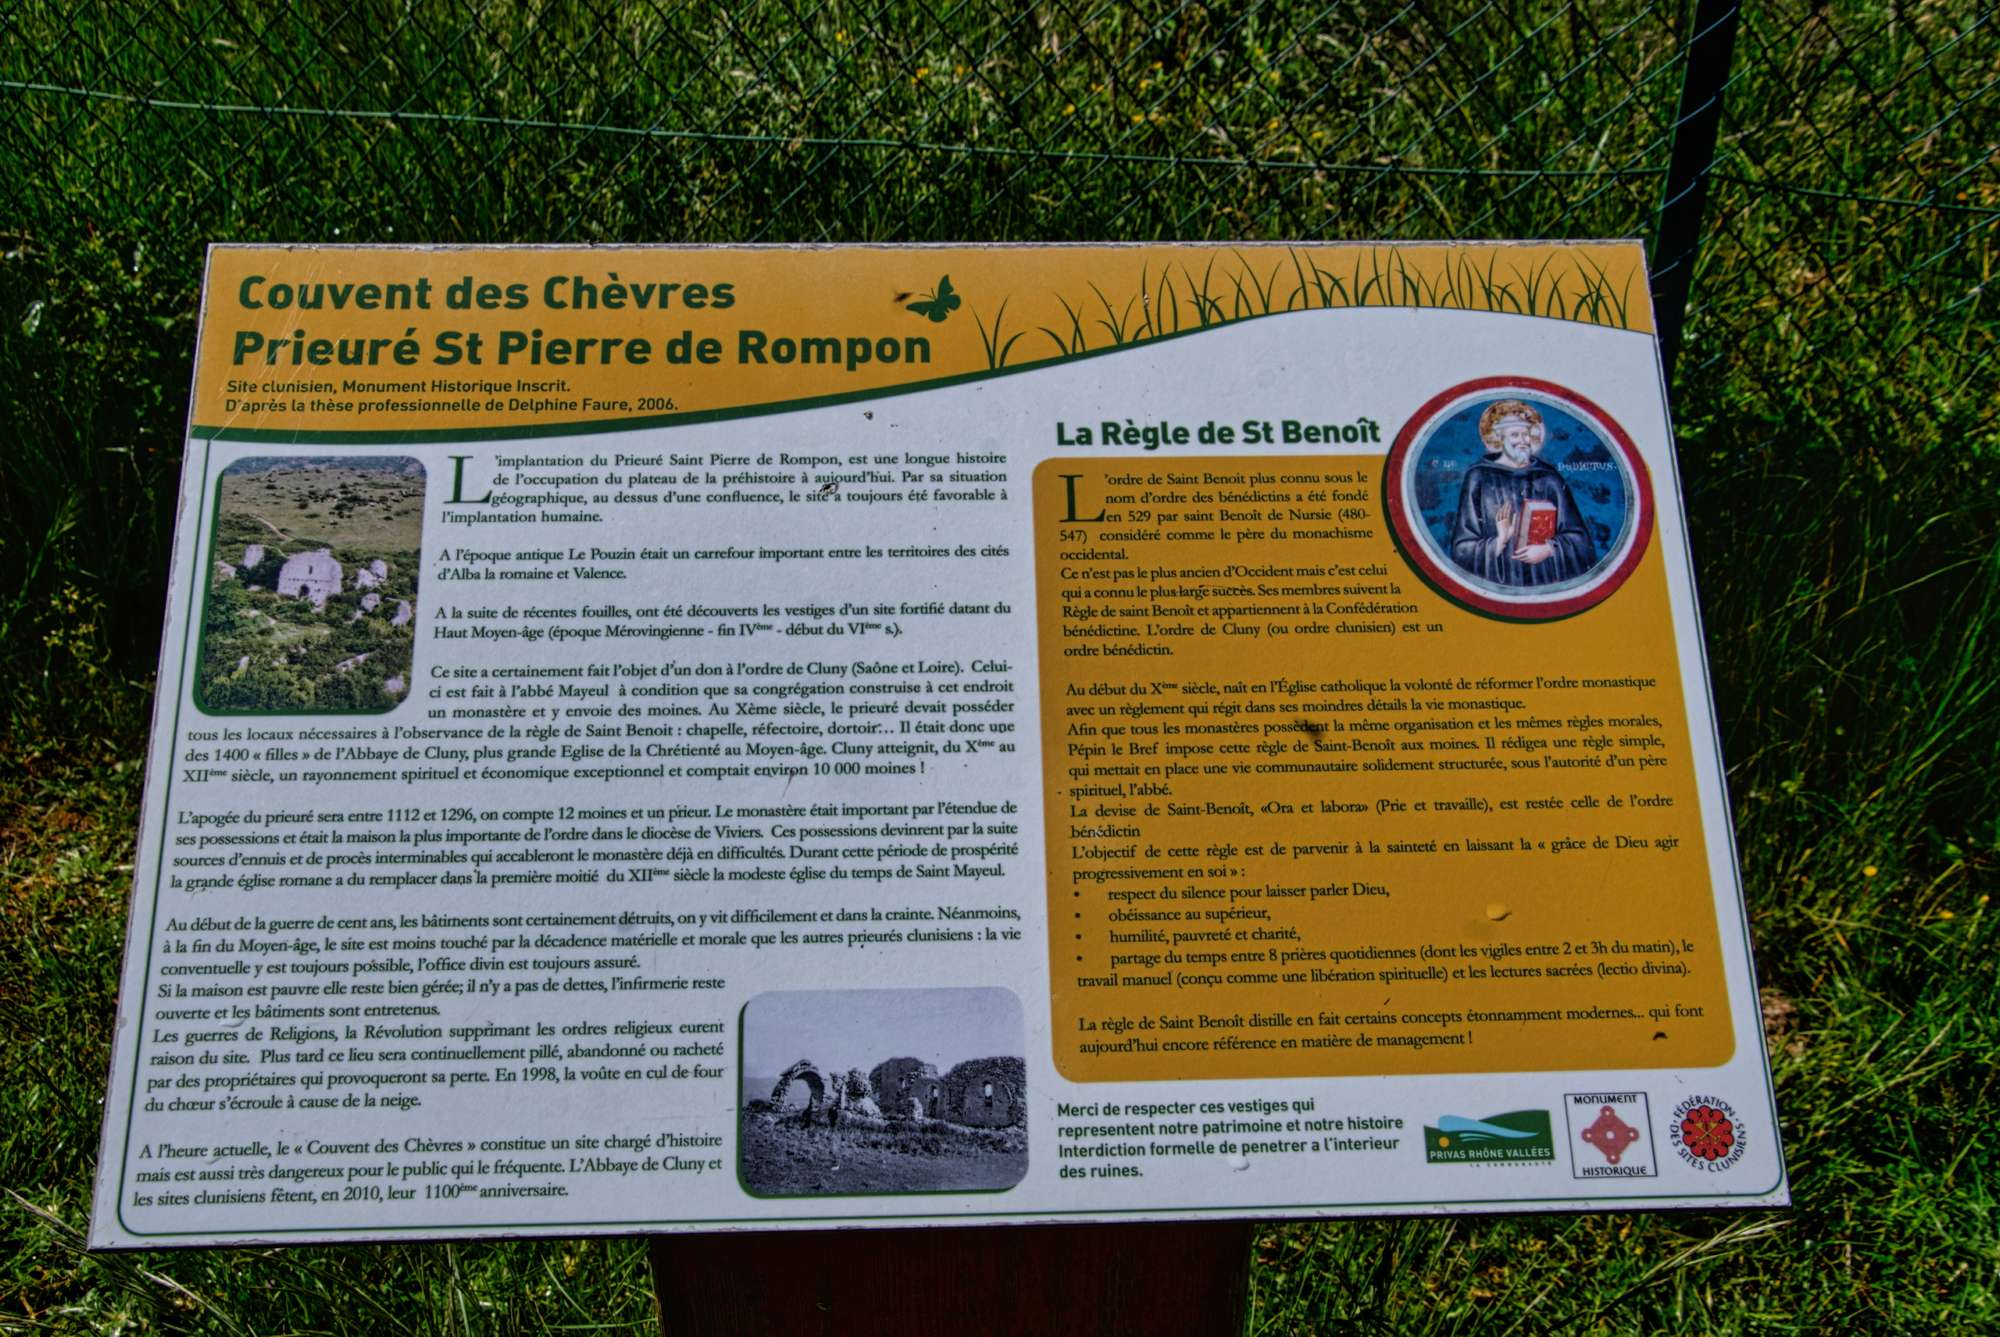 Couvent des Chèvres
Prieuré St Pierre de Rompon
Site clunisien, Monument Historique Inscrit.
D'après la thèse professionnelle de Delphine Faure, 2006.
L'implantation du Prieuré Saint Pierre de Rompon, est une longue histoire
de l'occupation du plateau de la préhistoire à aujourd'hui. Par sa situation
géographique, au dessus d'une confluence, le site a toujours été favorable à
l'implantation humaine.
A l'époque antique Le Pouzin était un carrefour important entre les territoires des cités
d'Alba la romaine et Valence.
A la suite de récentes fouilles, ont été découverts les vestiges d'un site fortifié datant du
Haut Moyen-âge (époque Mérovingienne - fin IVème - début du VIème s.).
Ce site a certainement fait l'objet d'un don à l'ordre de Cluny (Saône et Loire). Celui-
ci est fait à l'abbé Mayeul à condition que sa congrégation construise à cet endroit
un monastère et y envoie des moines. Au Xème siècle, le prieuré devait posséder
tous les locaux nécessaires à l'observance de la règle de Saint Benoit : chapelle, réfectoire, dortoir... Il était donc une
des 1400 « filles » de l'Abbaye de Cluny, plus grande Eglise de la Chrétienté au Moyen-âge. Cluny atteignit, du Xème au
XIIème siècle, un rayonnement spirituel et économique exceptionnel et comptait environ 10 000 moines !
L'apogée du prieuré sera entre 1112 et 1296, on compte 12 moines et un prieur. Le monastère était important par l'étendue de
ses possessions et était la maison la plus importante de l'ordre dans le diocèse de Viviers. Ces possessions devinrent par la suite
sources d'ennuis et de procès interminables qui accableront le monastère déjà en difficultés. Durant cette période de prospérité
la grande église romane a du remplacer dans la première moitié du XIIème siècle la modeste église du temps de Saint Mayeul.
Au début de la guerre de cent ans, les bâtiments sont certainement détruits, on y vit difficilement et dans la crainte. Néanmoins,
à la fin du Moyen-âge, le site est moins touché par la décadence matérielle et morale que les autres prieurés clunisiens : la vie
conventuelle y est toujours possible, l'office divin est toujours assuré.
Si la maison est pauvre elle reste bien gérée; il n'y a pas de dettes, l'infirmerie reste
ouverte et les bâtiments sont entretenus.
Les guerres de Religions, la Révolution supprimant les ordres religieux eurent
raison du site. Plus tard ce lieu sera continuellement pillé, abandonné ou racheté
par des propriétaires qui provoqueront sa perte. En 1998, la voûte en cul de four
du chœur s'écroule à cause de la neige.
A l'heure actuelle, le « Couvent des Chèvres » constitue un site chargé d'histoire
mais est aussi très dangereux pour le public qui le fréquente. L'Abbaye de Cluny et
les sites clunisiens fêtent, en 2010, leur 1100ème anniversaire.
La Règle de St Benoît
L'ordre de Saint Benoit plus connu sous le
nom d'ordre des bénédictins a été fondé
en 529 par saint Benoît de Nursie (480-
547) considéré comme le père du monachisme
occidental.
Ce n'est pas le plus ancien d'Occident mais c'est celui
qui a connu le plus large succès. Ses membres suivent la
Règle de saint Benoît et appartiennent à la Confédération
bénédictine. L'ordre de Cluny (ou ordre clunisien) est un
ordre bénédictin.
Au début du Xème siècle, naît en l'Église catholique la volonté de réformer l'ordre monastique
avec un règlement qui régit dans ses moindres détails la vie monastique.
Afin que tous les monastères possèdent la même organisation et les mêmes règles morales,
Pépin le Bref impose cette règle de Saint-Benoît aux moines. Il rédigea une règle simple,
qui mettait en place une vie communautaire solidement structurée, sous l'autorité d'un père
spirituel, l'abbé.
La devise de Saint-Benoît, «Ora et labora» (Prie et travaille), est restée celle de l'ordre
bénédictin
L'objectif de cette règle est de parvenir à la sainteté en laissant la « grâce de Dieu agir
progressivement en soi » :
• respect du silence pour laisser parler Dieu,
• obéissance au supérieur,
• humilité, pauvreté et charité,
• partage du temps entre 8 prières quotidiennes (dont les vigiles entre 2 et 3h du matin), le
travail manuel (conçu comme une libération spirituelle) et les lectures sacrées (lectio divina).
La règle de Saint Benoît distille en fait certains concepts étonnamment modernes... qui font
aujourd'hui encore référence en matière de management !
Merci de respecter ces vestiges qui
representent notre patrimoine et notre histoire
Interdiction formelle de penetrer a l'interieur
des ruines.
PRIVAS RHÔNE VALLÉES
LA COMMUNAUTÉ
MONUMENT
HISTORIQUE
FÉDÉRATION
DES SITES CLUNISIENS